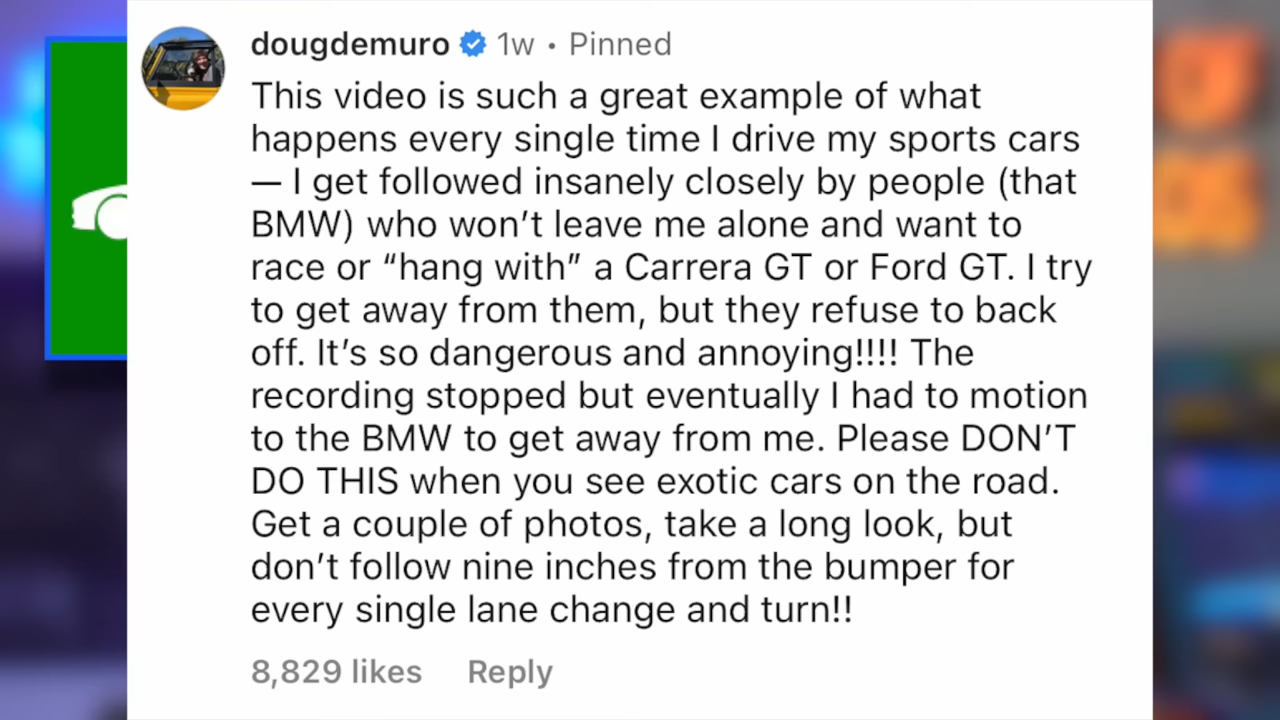 dougdemuro 1w • Pinned
This video is such a great example of what
happens every single time I drive my sports cars
— I get followed insanely closely by people (that
BMW) who won’t leave me alone and want to
race or “hang with” a Carrera GT or Ford GT. I try
to get away from them, but they refuse to back
off. It’s so dangerous and annoying!!!! The
recording stopped but eventually I had to motion
to the BMW to get away from me. Please DON’T
DO THIS when you see exotic cars on the road.
Get a couple of photos, take a long look, but
don’t follow nine inches from the bumper for
every single lane change and turn!!
8,829 likes Reply